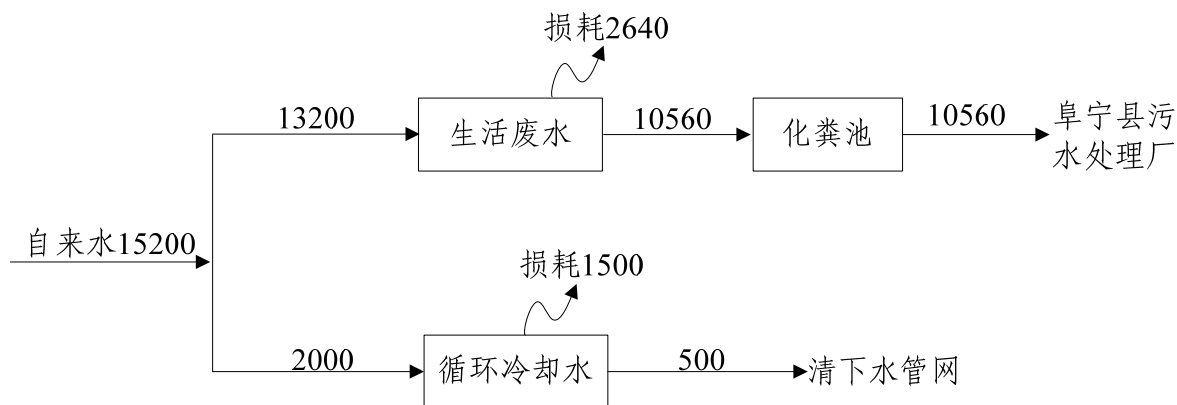 损耗2640
13200
生活废水
10560
化粪池
10560
阜宁县污
水处理厂
自来水15200
损耗1500
2000
循环冷却水
500
清下水管网